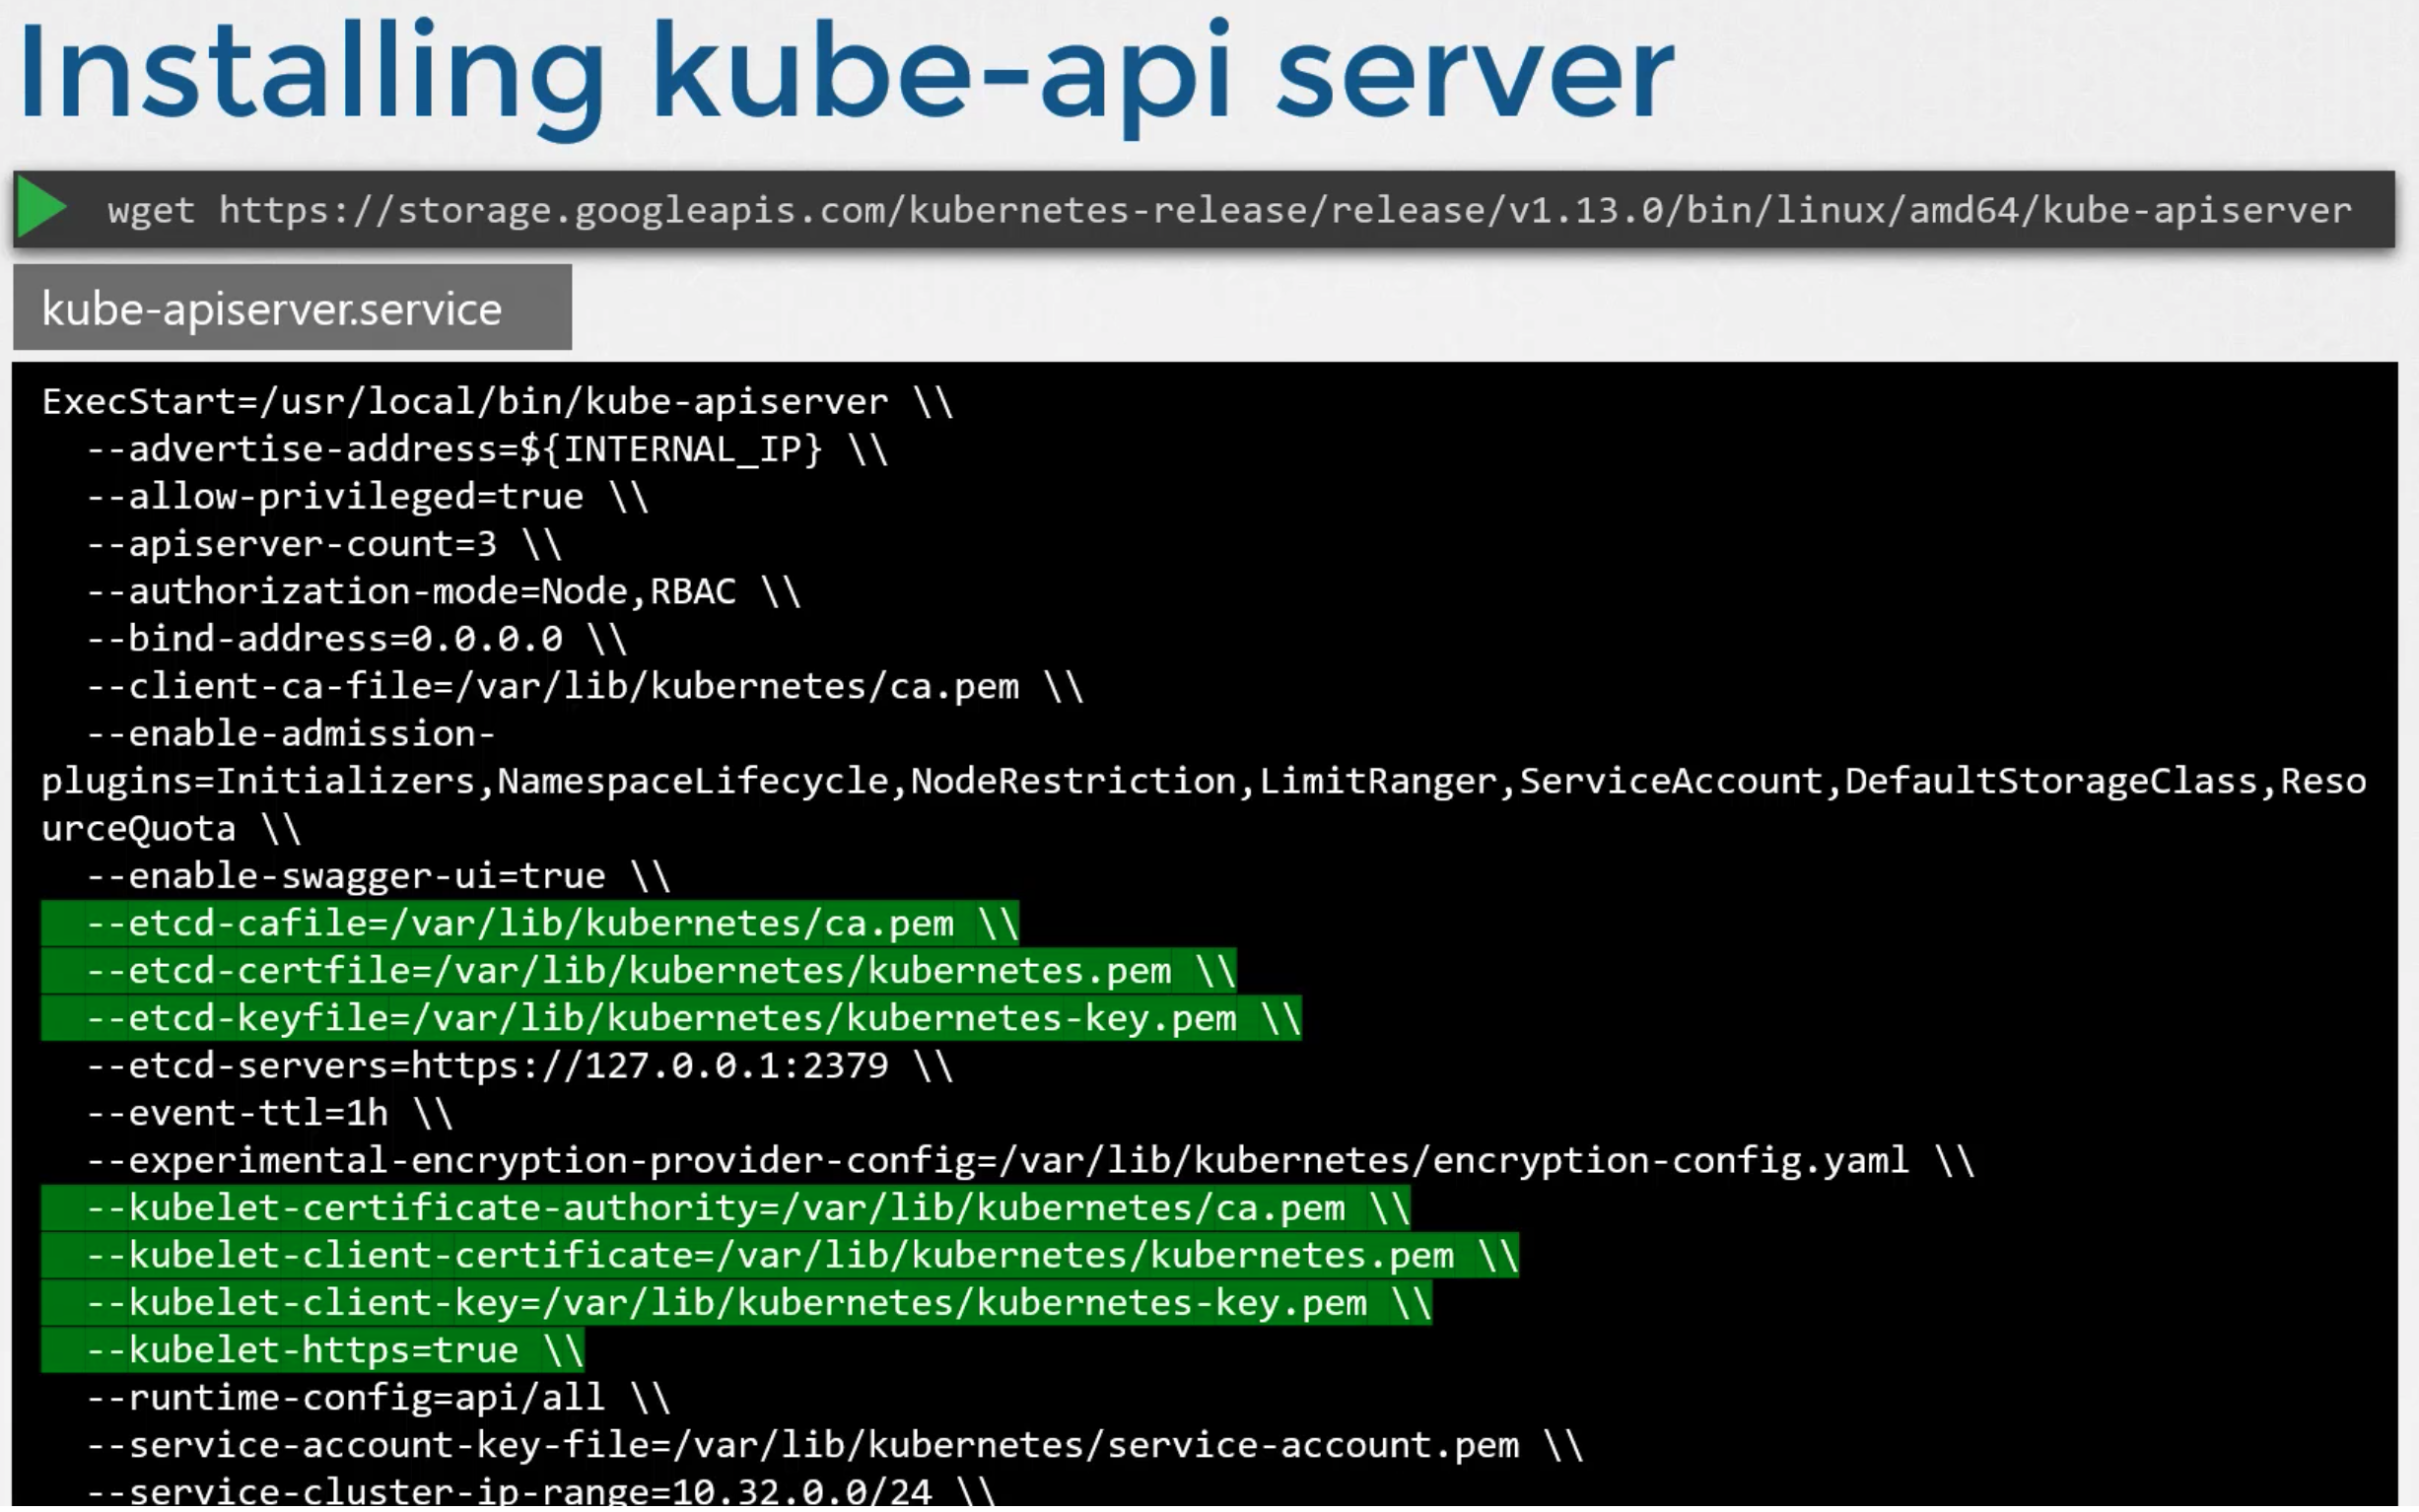 Installing kube-api server
wget https://storage.googleapis.com/kubernetes-release/release/v1.13.0/bin/linux/amd64/kube-apiserver
kube-apiserver.service
ExecStart=/usr/local/bin/kube-apiserver \\
--advertise-address=${INTERNAL_IP} \\
--allow-privileged=true \\
--apiserver-count=3 \\
--authorization-mode=Node,RBAC \\
--bind-address=0.0.0.0 \\
--client-ca-file=/var/lib/kubernetes/ca.pem \\
--enable-admission-
plugins=Initializers,NamespaceLifecycle,NodeRestriction,LimitRanger,ServiceAccount,DefaultStorageClass,Reso
urceQuota \\
--enable-swagger-ui=true \\
--etcd-cafile=/var/lib/kubernetes/ca.pem \\
--etcd-certfile=/var/lib/kubernetes/kubernetes.pem \\
--etcd-keyfile=/var/lib/kubernetes/kubernetes-key.pem \\
--etcd-servers=https://127.0.0.1:2379 \\
--event-ttl=1h \\
--experimental-encryption-provider-config=/var/lib/kubernetes/encryption-config.yaml \\
--kubelet-certificate-authority=/var/lib/kubernetes/ca.pem \\
--kubelet-client-certificate=/var/lib/kubernetes/kubernetes.pem \\
--kubelet-client-key=/var/lib/kubernetes/kubernetes-key.pem \\
--kubelet-https=true \\
--runtime-config=api/all \\
--service-account-key-file=/var/lib/kubernetes/service-account.pem \\
--service-cluster-ip-range=10.32.0.0/24 \\